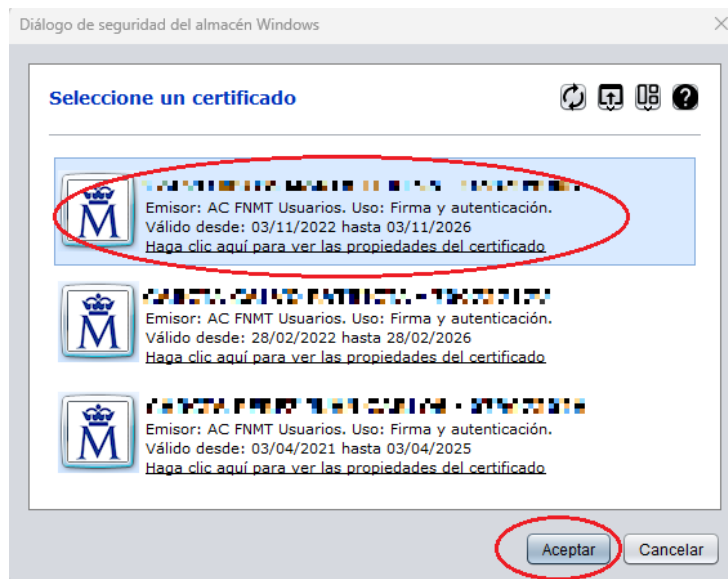 Diálogo de seguridad del almacén Windows
Seleccione un certificado
Emisor: AC FNMT Usuarios. Uso: Firma y autenticación.
Válido desde: 03/11/2022 hasta 03/11/2026
Haga clic aquí para ver las propiedades del certificado
Emisor: AC FNMT Usuarios. Uso: Firma y autenticación.
Válido desde: 28/02/2022 hasta 28/02/2026
Haga clic aquí para ver las propiedades del certificado
Emisor: AC FNMT Usuarios. Uso: Firma y autenticación.
Válido desde: 03/04/2021 hasta 03/04/2025
Haga clic aquí para ver las propiedades del certificado
Aceptar Cancelar